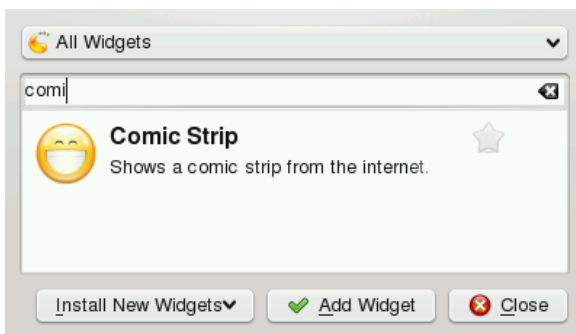 All Widgets
comi
Comic Strip
Shows a comic strip from the internet.
Install New Widgets
Add Widget
Close